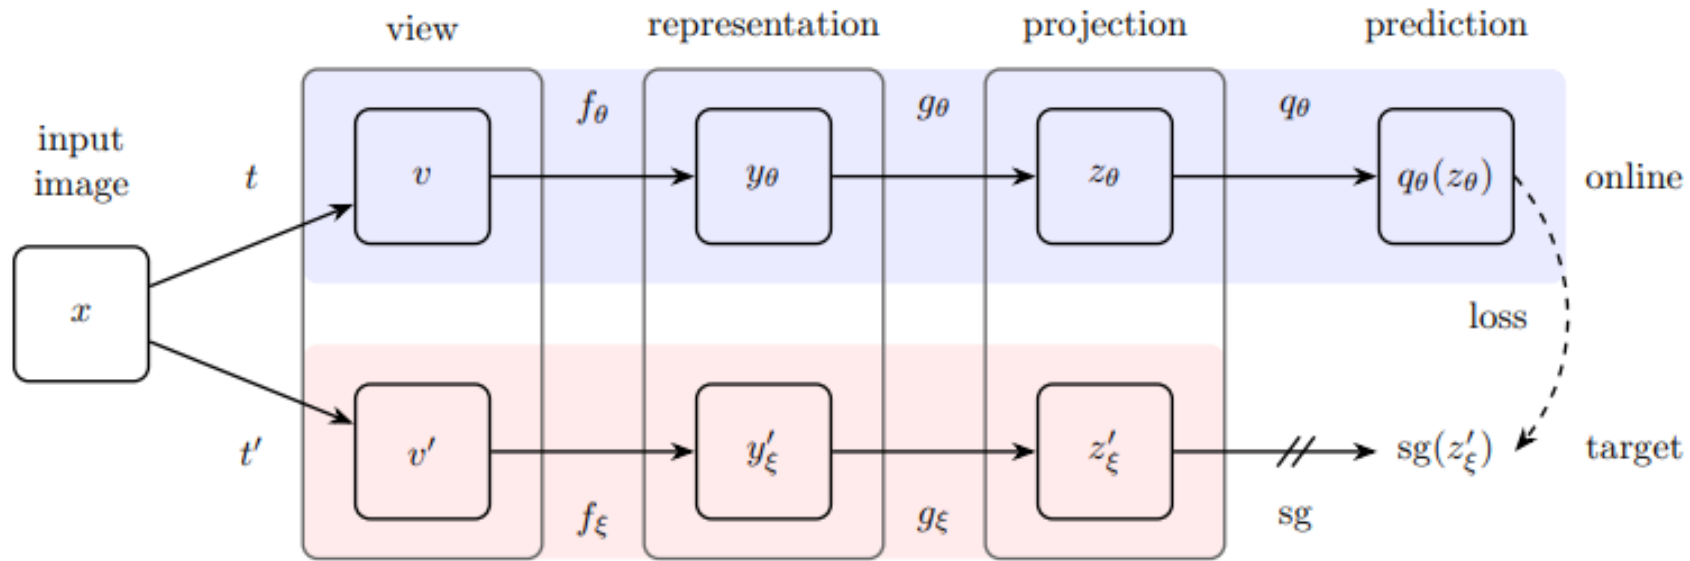 view representation projection prediction
input
image
t
f_θ g_θ q_θ
v y_θ z_θ q_θ(z_θ) online
x
loss
t′
v′ y′_ξ z′_ξ sg(z′_ξ) target
f_ξ g_ξ sg